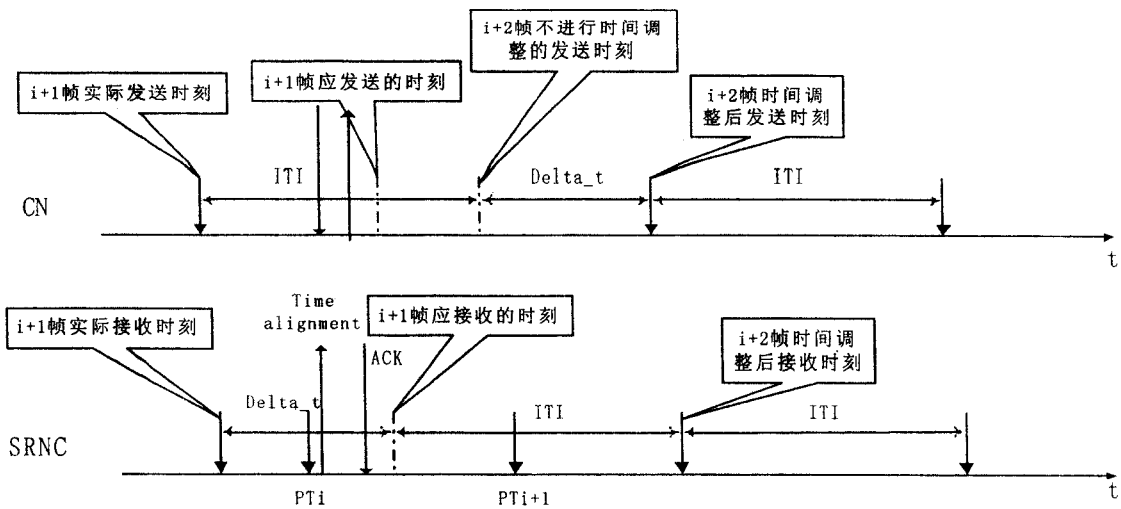 i+2帧不进行时间调
整的发送时刻
i+1帧实际发送时刻
i+1帧应发送的时刻
i+2帧时间调
整后发送时刻
ITI
Delta_t
ITI
CN
t
Time
alignment
i+1帧实际接收时刻
i+1帧应接收的时刻
i+2帧时间调
整后接收时刻
ACK
Delta_t
ITI
ITI
SRNC
t
PTi
PTi+1